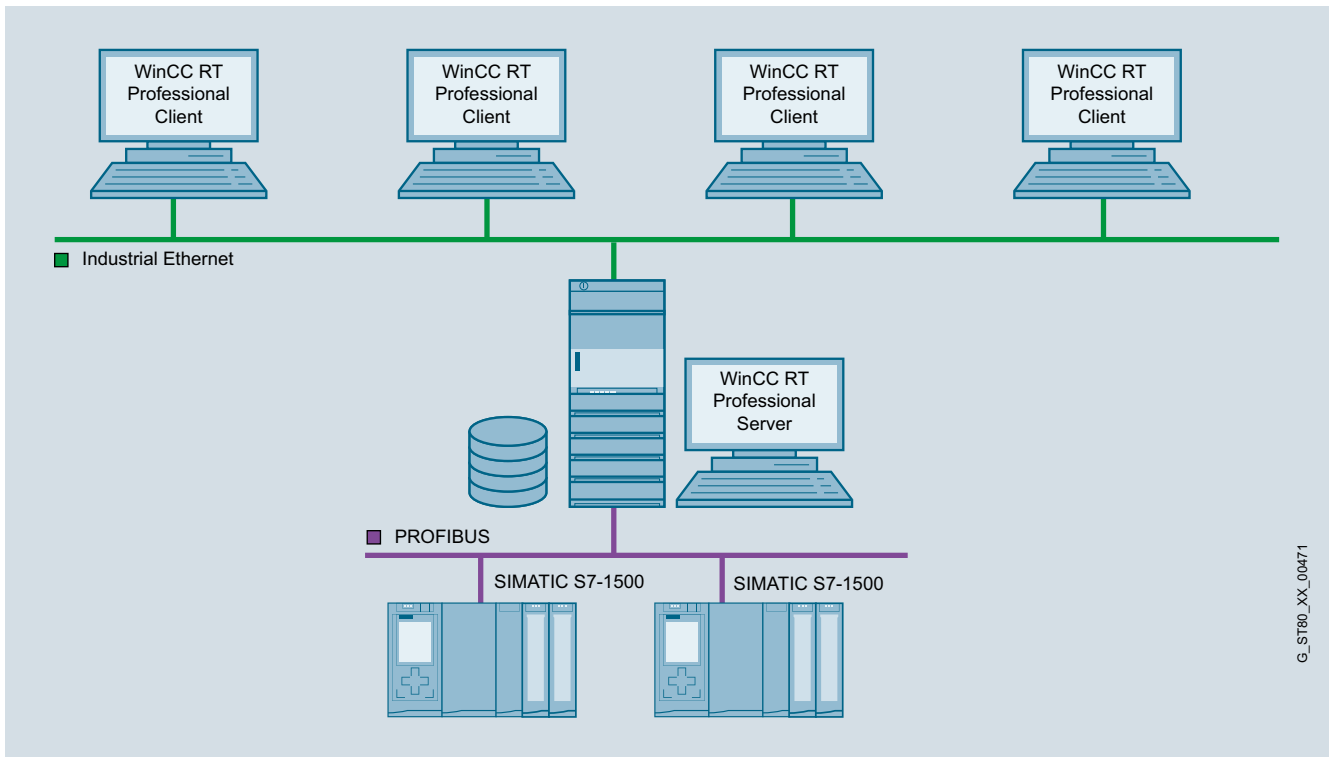 WinCC RT
Professional
Client
WinCC RT
Professional
Client
WinCC RT
Professional
Client
WinCC RT
Professional
Client
Industrial Ethernet
WinCC RT
Professional
Server
PROFIBUS
SIMATIC S7-1500
SIMATIC S7-1500
G_ST80_XX_00471